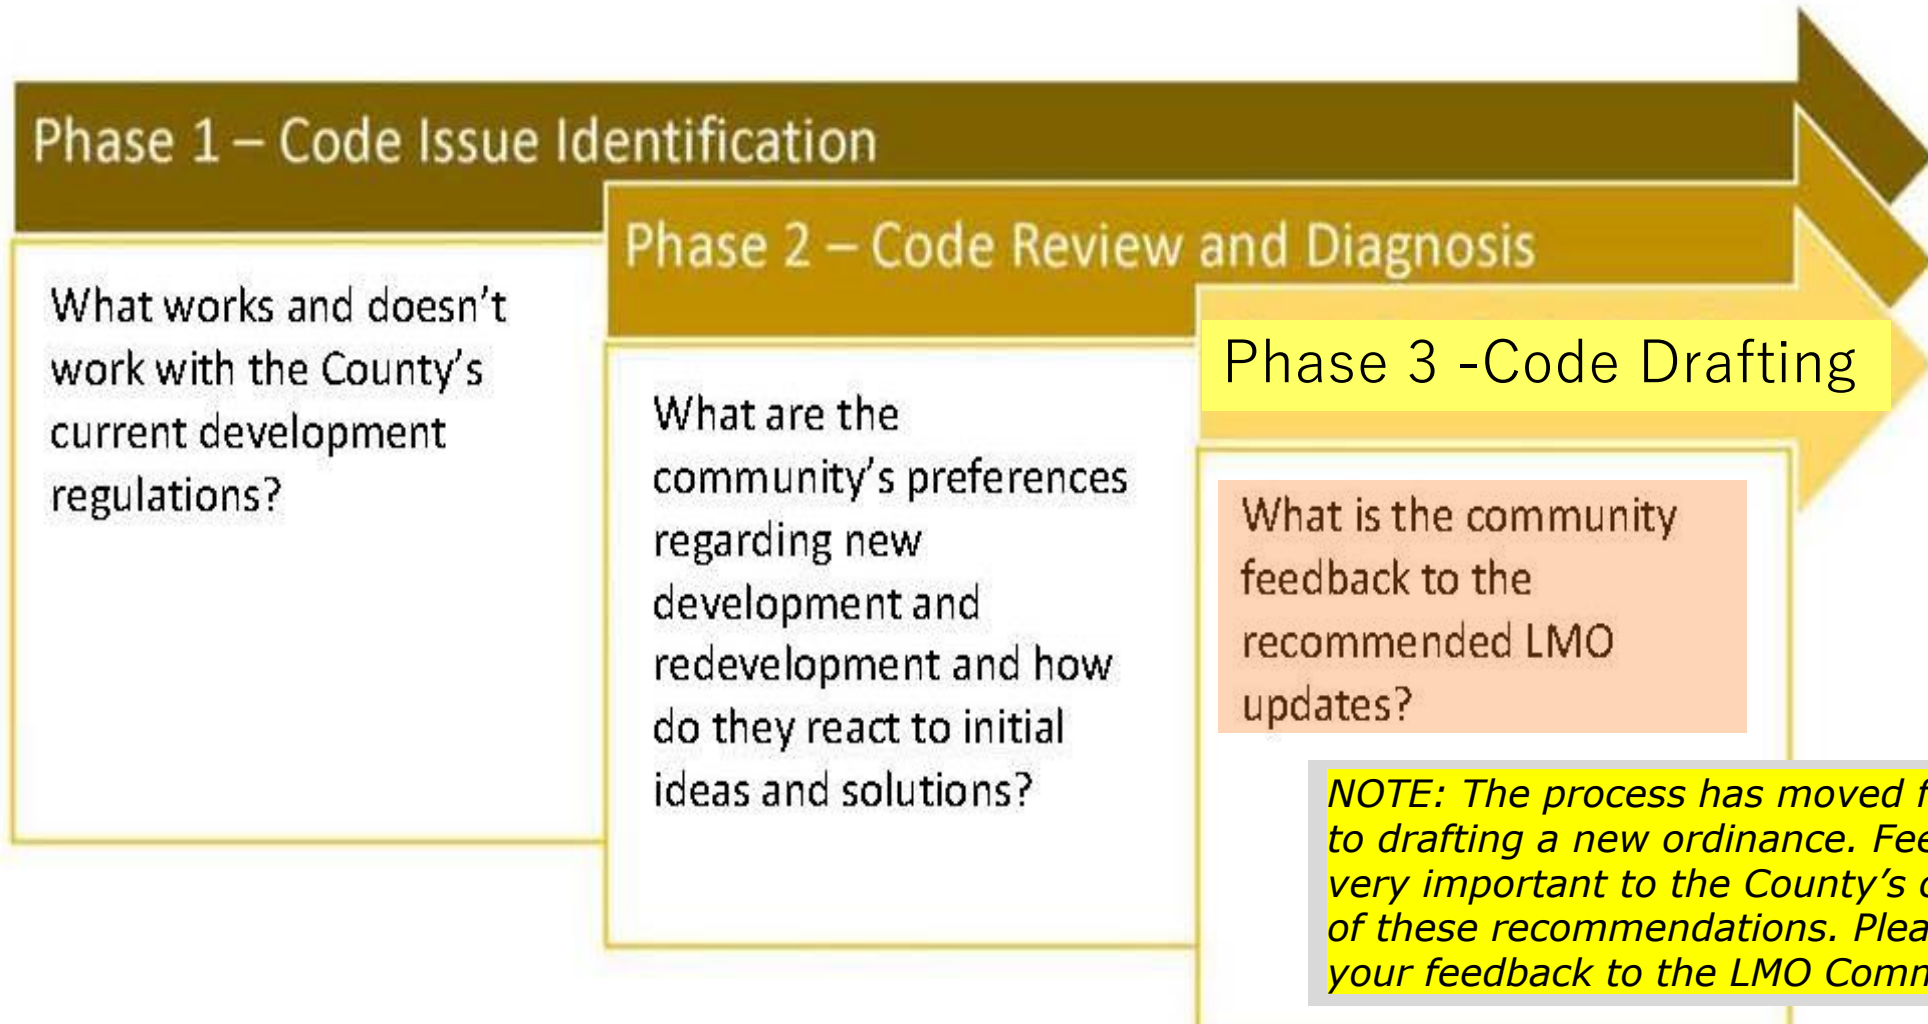 Phase 1 – Code Issue Identification
What works and doesn't
work with the County's
current development
regulations?
Phase 2 – Code Review and Diagnosis
What are the
community's preferences
regarding new
development and
redevelopment and how
do they react to initial
ideas and solutions?
Phase 3 -Code Drafting
What is the community
feedback to the
recommended LMO
updates?
NOTE: The process has moved
to drafting a new ordinance.
very important to the County's
of these recommendations.
your feedback to the LMO